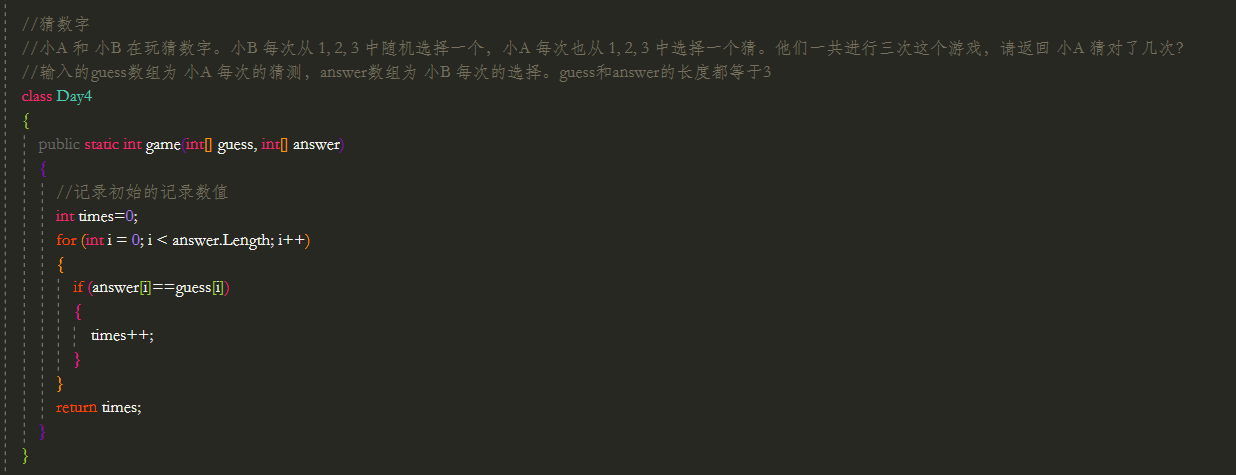 //猜数字
//小A 和 小B 在玩猜数字。小B 每次从 1, 2, 3 中随机选择一个，小A 每次也从 1, 2, 3 中选择一个猜。他们一共进行三次这个游戏，请返回 小A 猜对了几次？
//输入的guess数组为 小A 每次的猜测，answer数组为 小B 每次的选择。guess和answer的长度都等于3
class Day4
{
public static int game(int[] guess, int[] answer)
{
//记录初始的记录数值
int times=0;
for (int i = 0; i < answer.Length; i++)
{
if (answer[i]==guess[i])
{
times++;
}
}
return times;
}
}